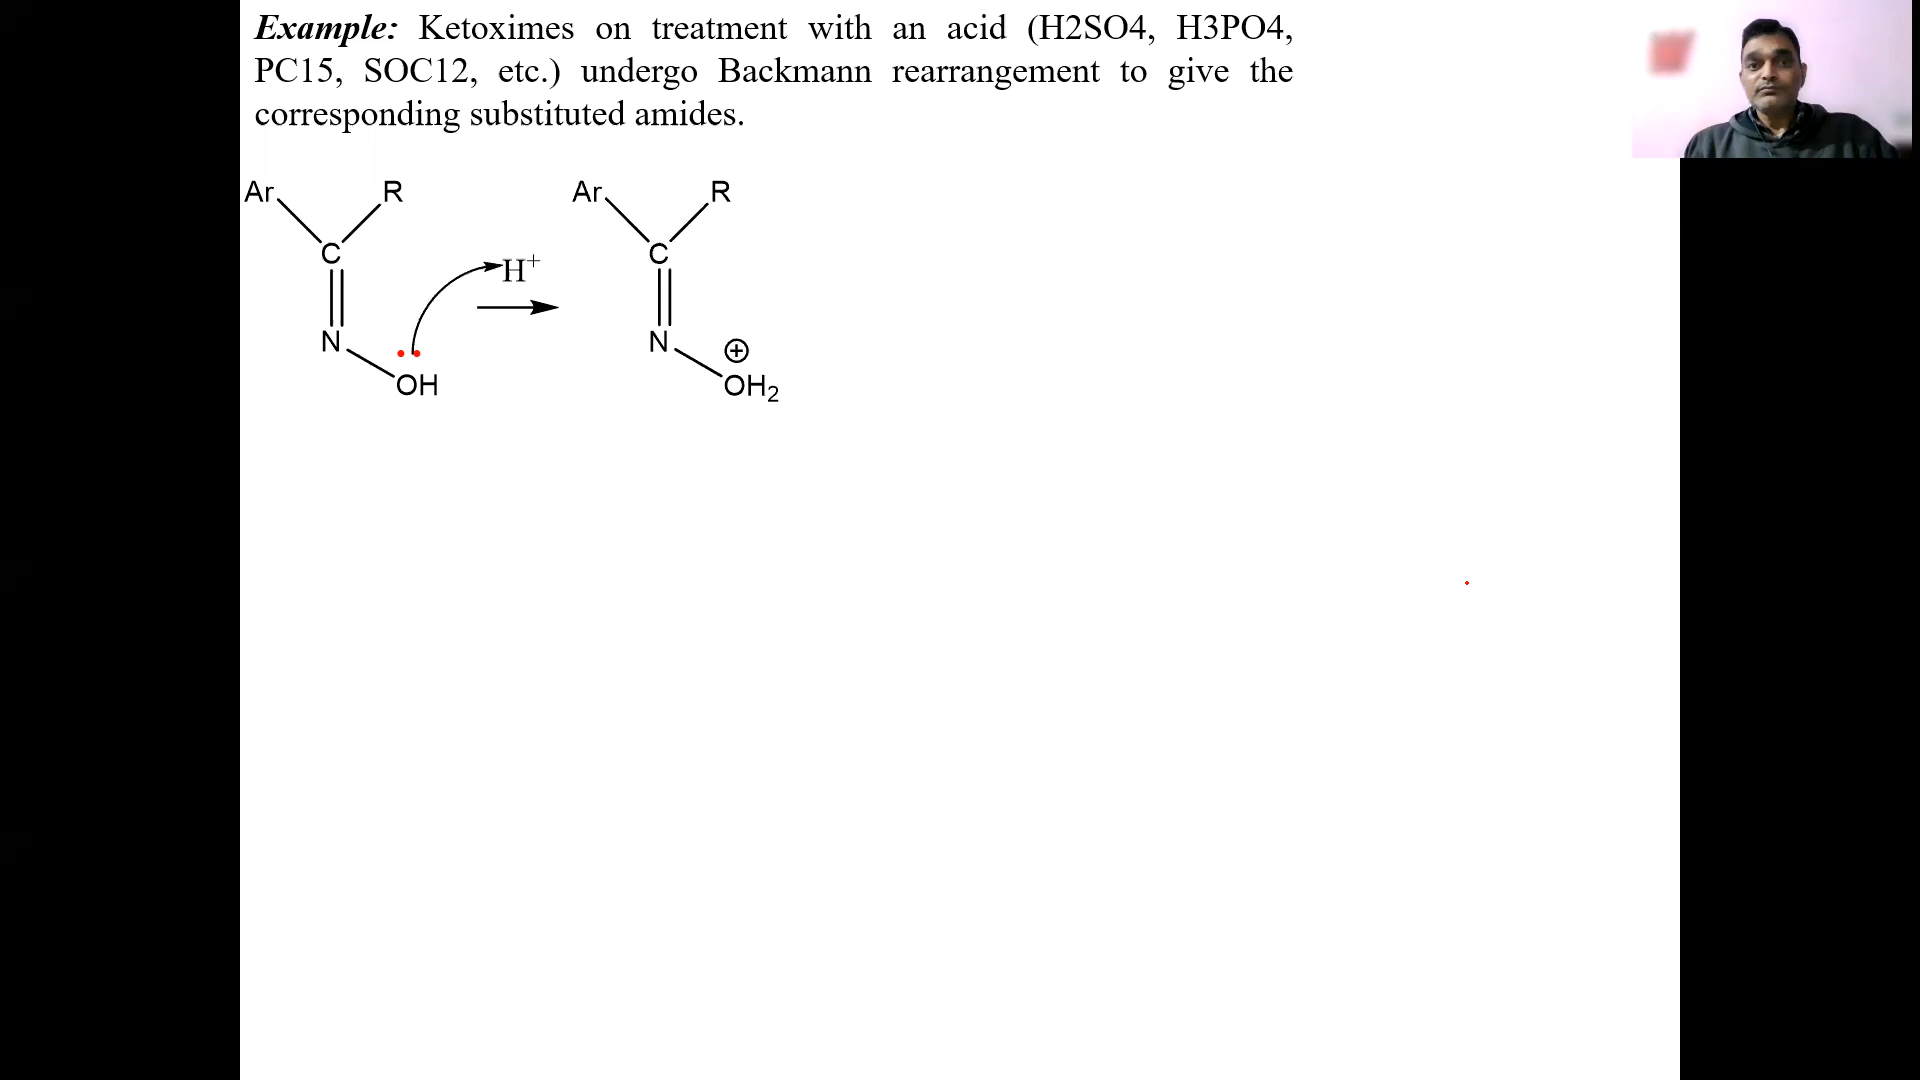 Example: Ketoximes on treatment with an acid (H2SO4, H3PO4,
PC15, SOC12, etc.) undergo Backmann rearrangement to give the
corresponding substituted amides.
Ar R Ar R
C C
H+
N N +
OH OH2